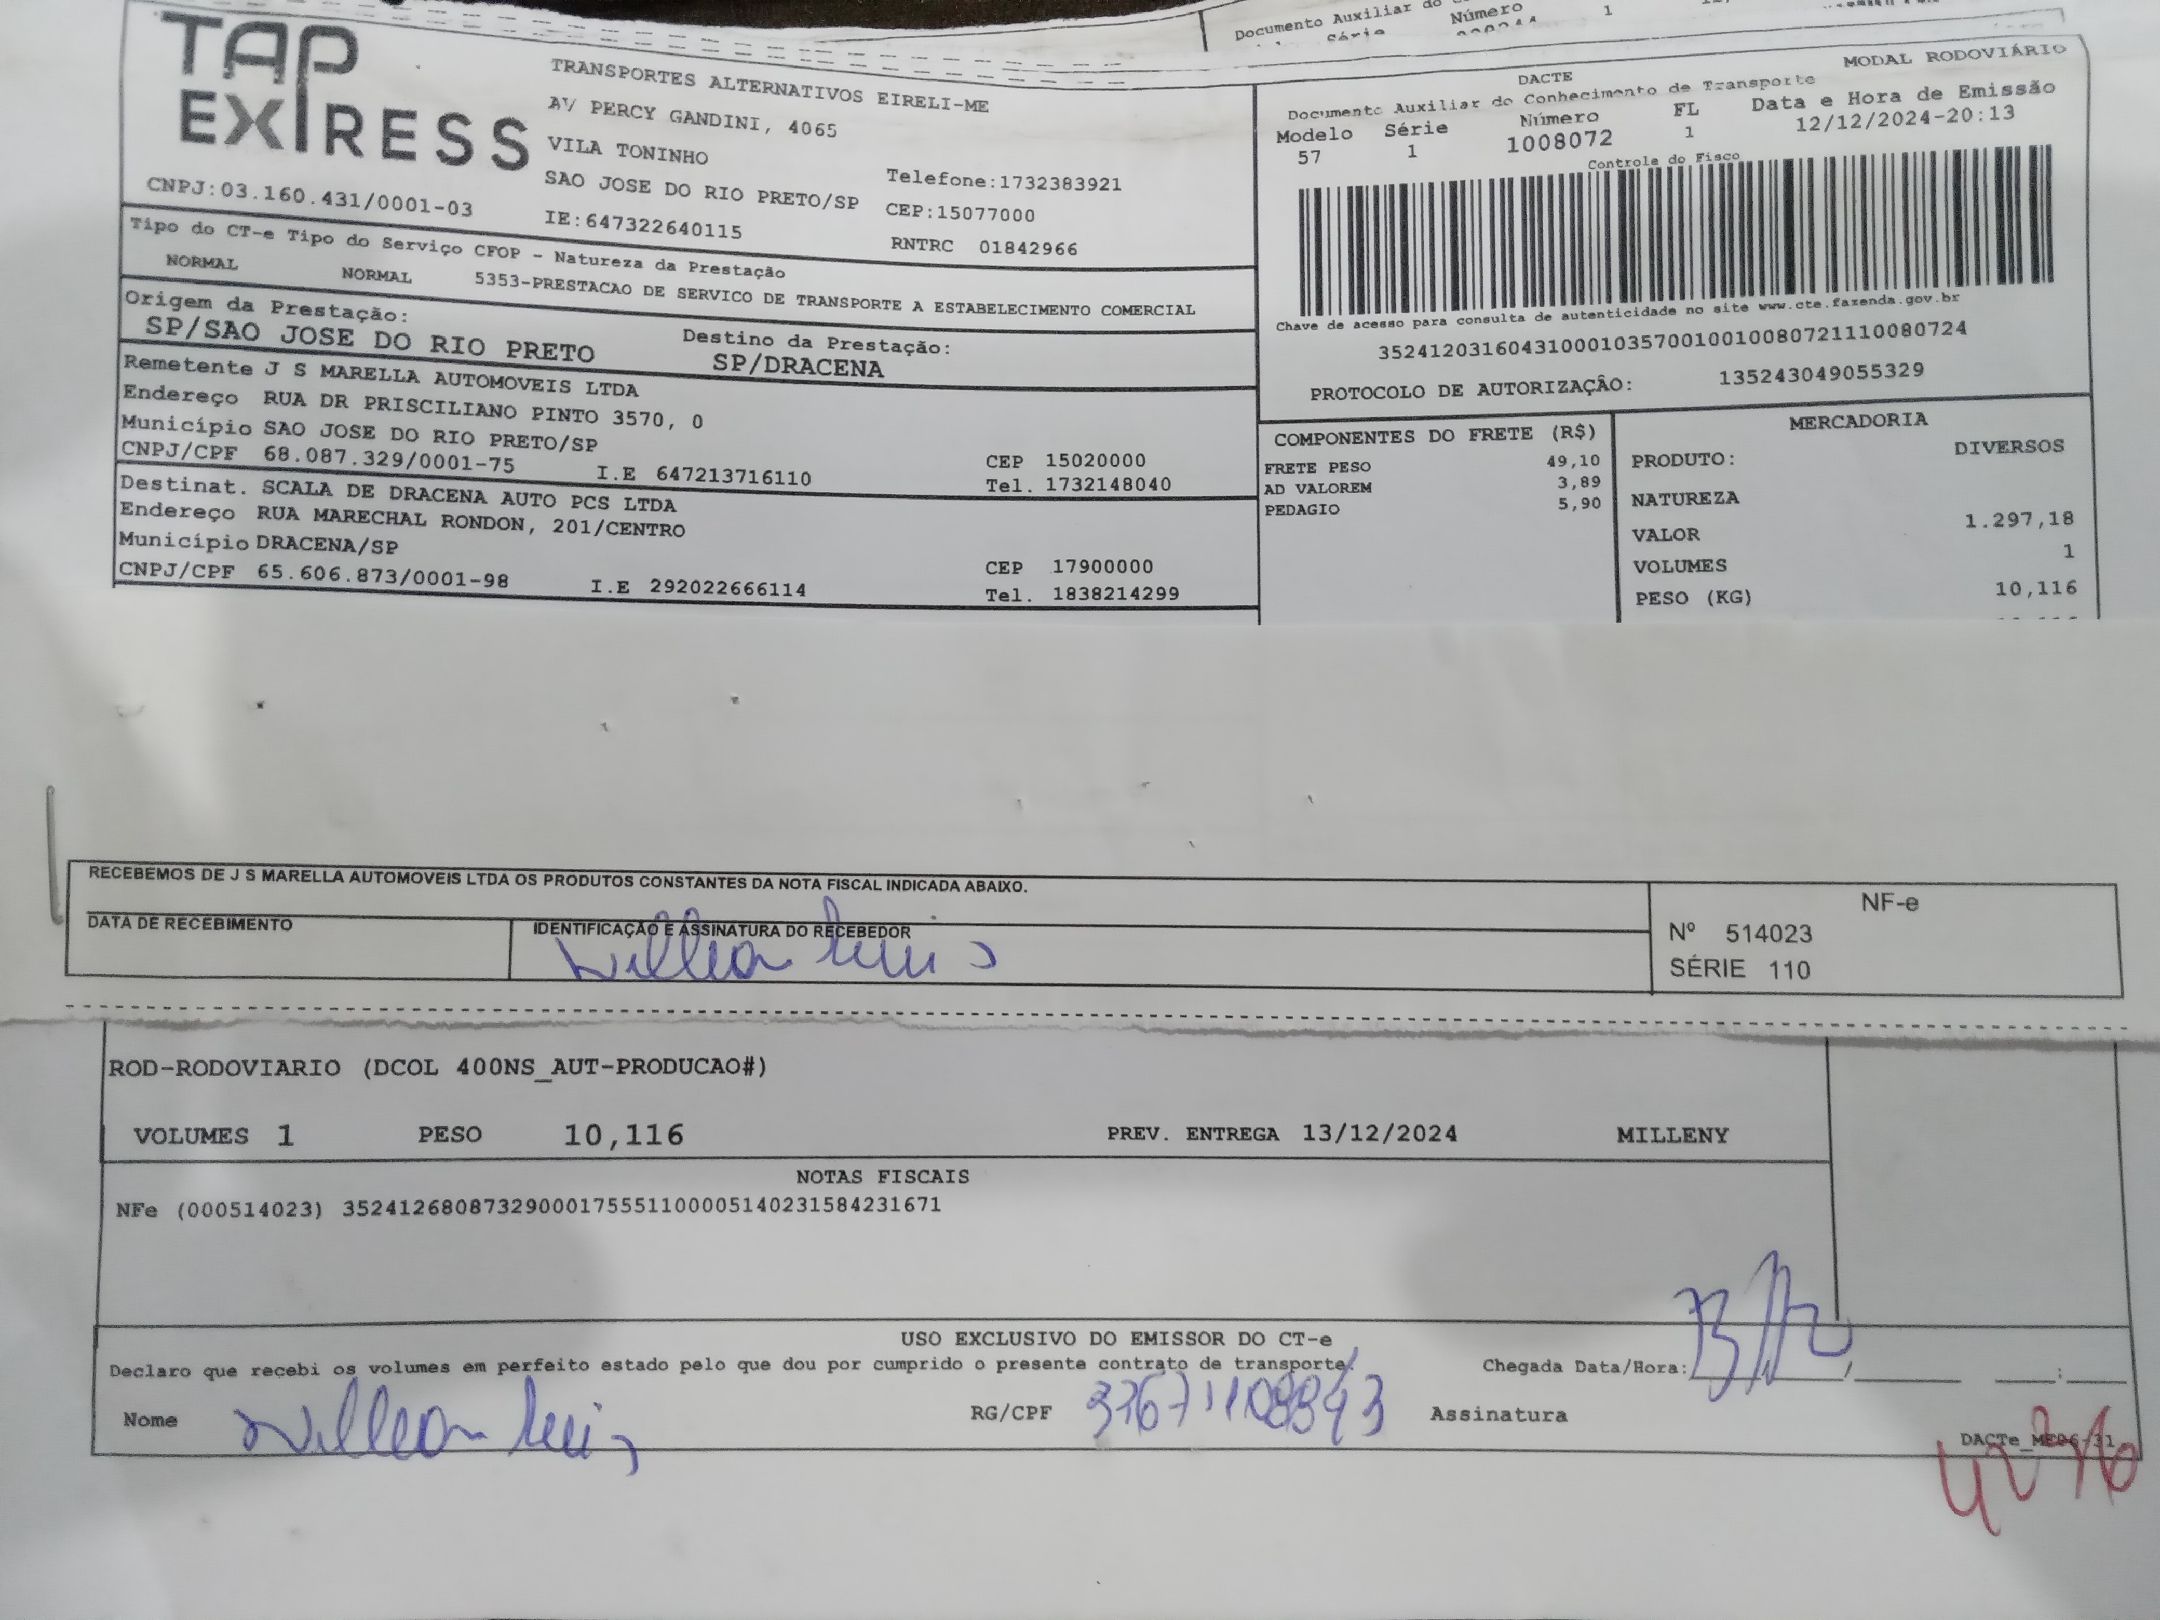 Documento Auxiliar do
Série Número 1
TAP EXPRESS
TRANSPORTES ALTERNATIVOS EIRELI-ME
AV PERCY GANDINI, 4065
VILA TONINHO
SAO JOSE DO RIO PRETO/SP
IE:647322640115
Telefone:1732383921
CEP:15077000
RNTRC 01842966
CNPJ:03.160.431/0001-03
MODAL RODOVIÁRIO
DACTE
Documento Auxiliar do Conhecimento de Transporte
Modelo Série Número FL Data e Hora de Emissão
57 1 1008072 1 12/12/2024-20:13
Controle do Fisco
Chave de acesso para consulta de autenticidade no site www.cte.fazenda.gov.br
35241203160431000103570010010080721110080724
PROTOCOLO DE AUTORIZAÇÃO: 135243049055329
Tipo do CT-e Tipo do Serviço CFOP - Natureza da Prestação
NORMAL NORMAL 5353-PRESTACAO DE SERVICO DE TRANSPORTE A ESTABELECIMENTO COMERCIAL
Origem da Prestação: Destino da Prestação:
SP/SAO JOSE DO RIO PRETO SP/DRACENA
Remetente J S MARELLA AUTOMOVEIS LTDA
Endereço RUA DR PRISCILIANO PINTO 3570, 0
Município SAO JOSE DO RIO PRETO/SP CEP 15020000
CNPJ/CPF 68.087.329/0001-75 I.E 647213716110 Tel. 1732148040
Destinat. SCALA DE DRACENA AUTO PCS LTDA
Endereço RUA MARECHAL RONDON, 201/CENTRO
Município DRACENA/SP CEP 17900000
CNPJ/CPF 65.606.873/0001-98 I.E 292022666114 Tel. 1838214299
COMPONENTES DO FRETE (R$)
FRETE PESO 49,10
AD VALOREM 3,89
PEDAGIO 5,90
MERCADORIA
PRODUTO: DIVERSOS
NATUREZA
VALOR 1.297,18
VOLUMES 1
PESO (KG) 10,116
RECEBEMOS DE J S MARELLA AUTOMOVEIS LTDA OS PRODUTOS CONSTANTES DA NOTA FISCAL INDICADA ABAIXO.
DATA DE RECEBIMENTO IDENTIFICAÇÃO E ASSINATURA DO RECEBEDOR
NF-e
Nº 514023
SÉRIE 110
ROD-RODOVIARIO (DCOL 400NS_AUT-PRODUCAO#)
VOLUMES 1 PESO 10,116 PREV. ENTREGA 13/12/2024 MILLENY
NOTAS FISCAIS
NFe (000514023) 35241268087329000175551100005140231584231671
USO EXCLUSIVO DO EMISSOR DO CT-e
Declaro que recebi os volumes em perfeito estado pelo que dou por cumprido o presente contrato de transporte. Chegada Data/Hora:
Nome RG/CPF Assinatura